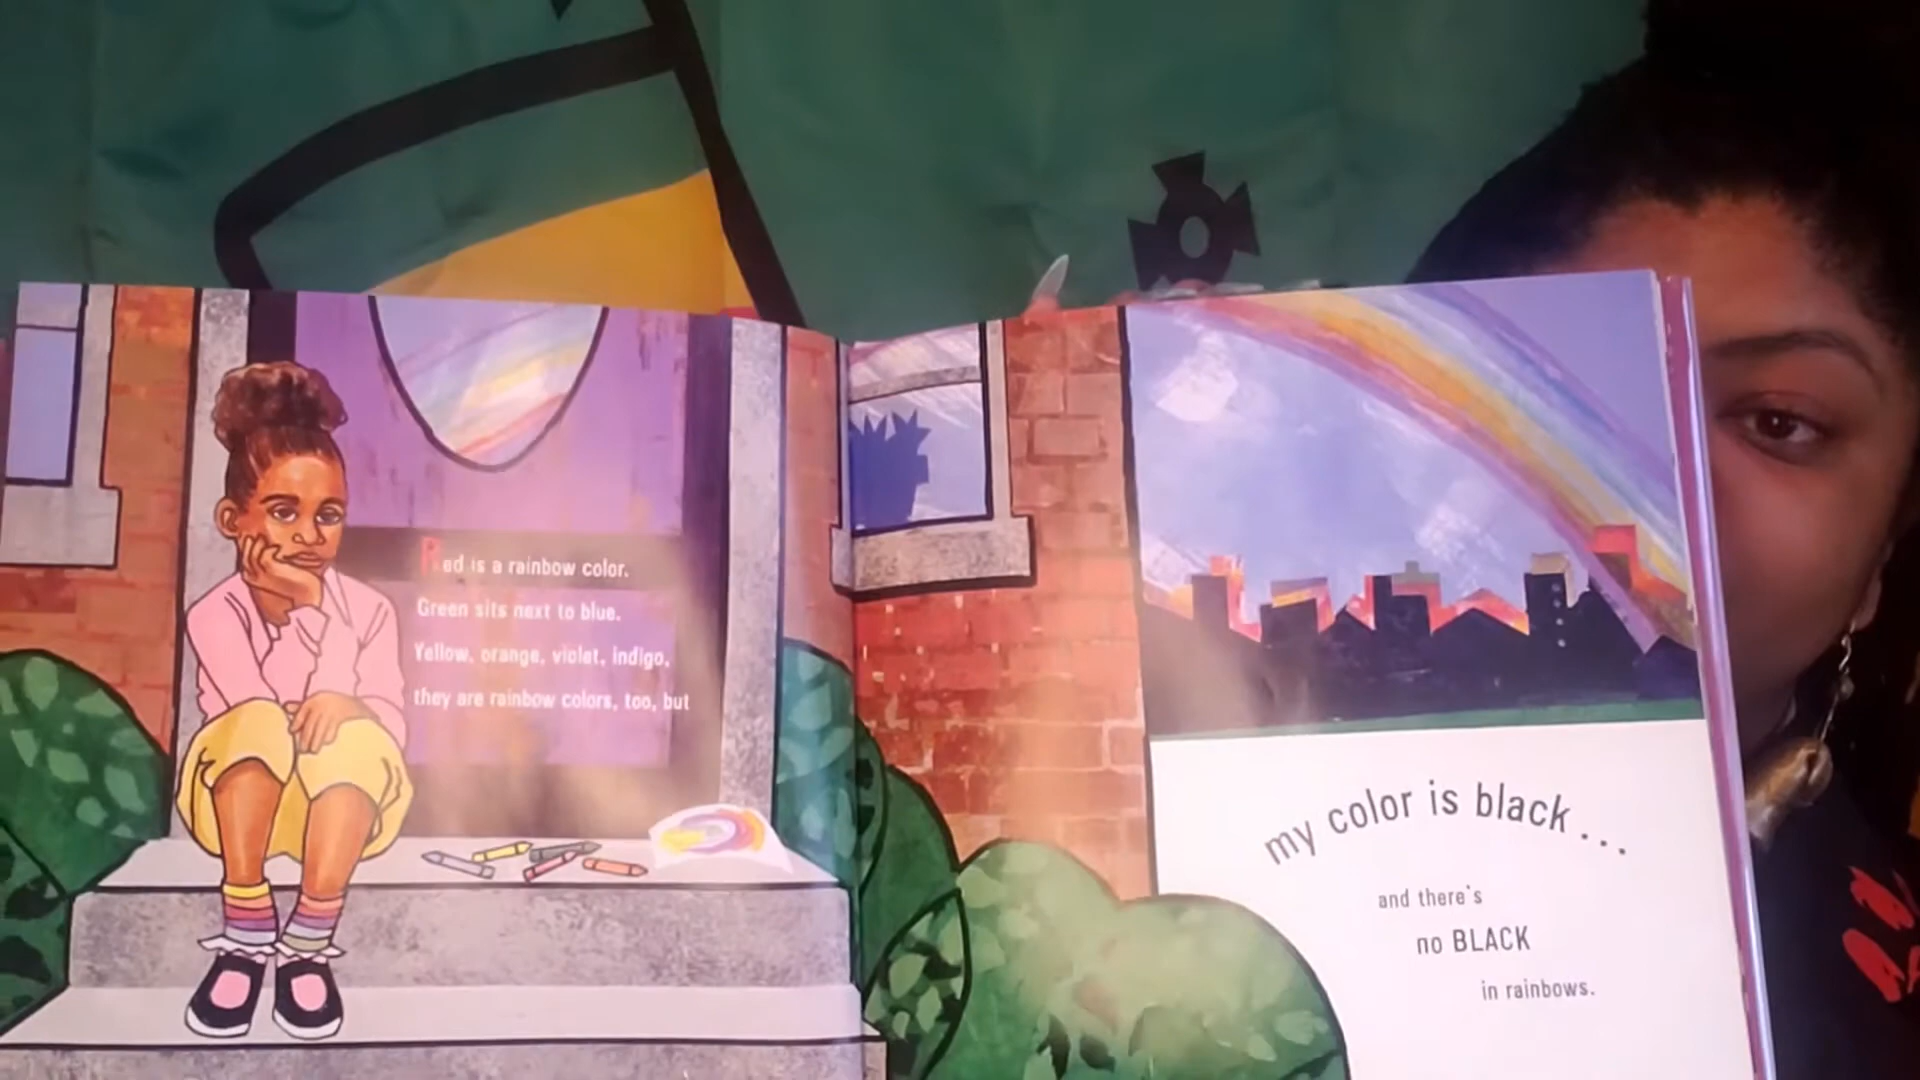 Red is a rainbow color.
Green sits next to blue.
Yellow, orange, violet, indigo,
they are rainbow colors, too, but
my color is black...
and there's
no BLACK
in rainbows.